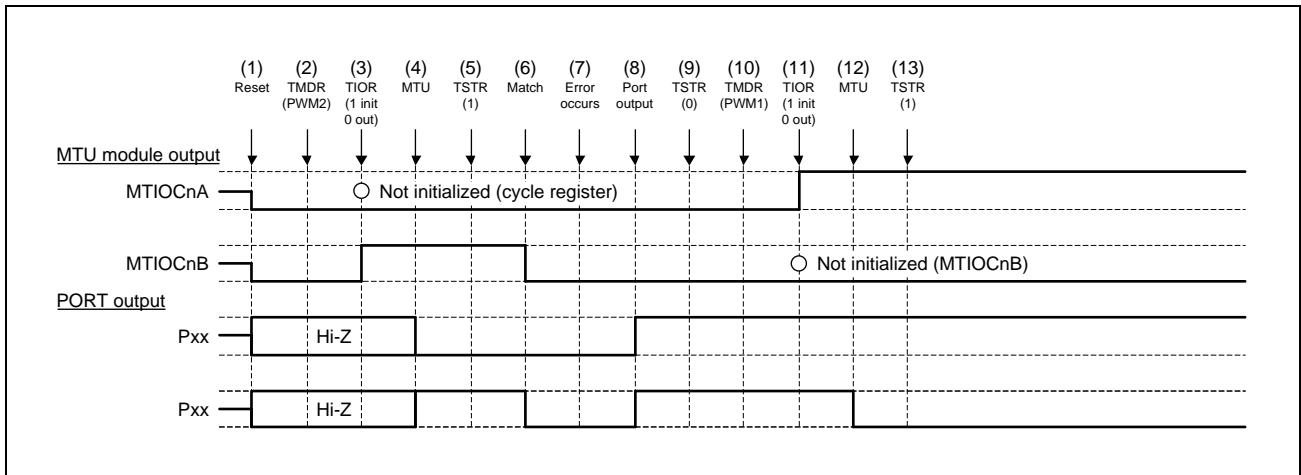 (1) (2) (3) (4) (5) (6) (7) (8) (9) (10) (11) (12) (13)
Reset TMDR TIOR MTU TSTR Match Error Port TSTR TMDR TIOR MTU TSTR
(PWM2) (1 init (1) occurs output (0) (PWM1) (1 init (1)
0 out) 0 out)
MTU module output
MTIOCnA Not initialized (cycle register)
MTIOCnB Not initialized (MTIOCnB)
PORT output
Pxx Hi-Z
Pxx Hi-Z